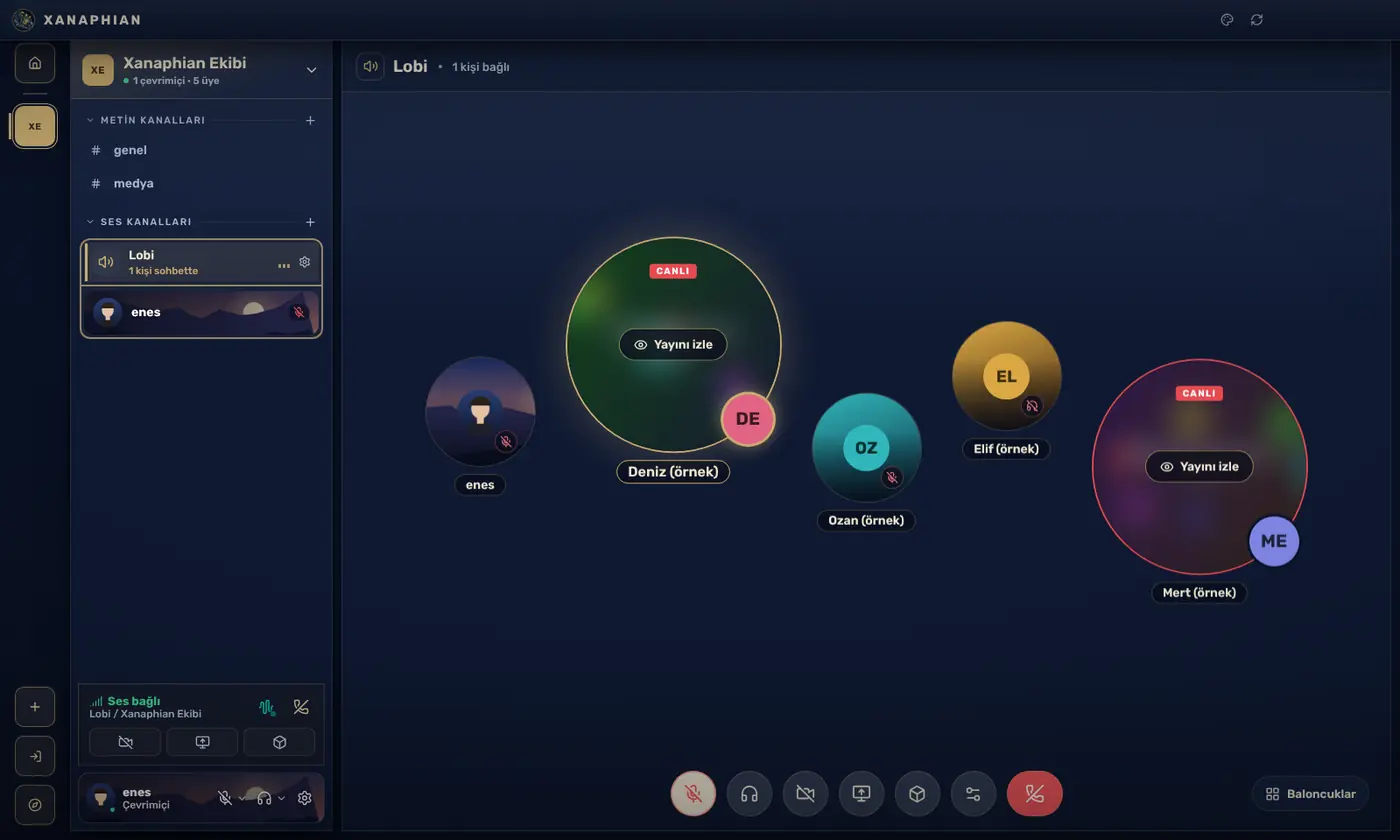 XANAPHIAN
XE
Xanaphian Ekibi
1 çevrimiçi • 5 üye
Lobi • 1 kişi bağlı
XE
METİN KANALLARI
# genel
# medya
SES KANALLARI
Lobi
1 kişi sohbette
enes
CANLI
Yayını izle
DE
Deniz (örnek)
enes
OZ
Ozan (örnek)
EL
Elif (örnek)
CANLI
Yayını izle
ME
Mert (örnek)
Ses bağlı
Lobi / Xanaphian Ekibi
enes
Çevrimiçi
Baloncuklar